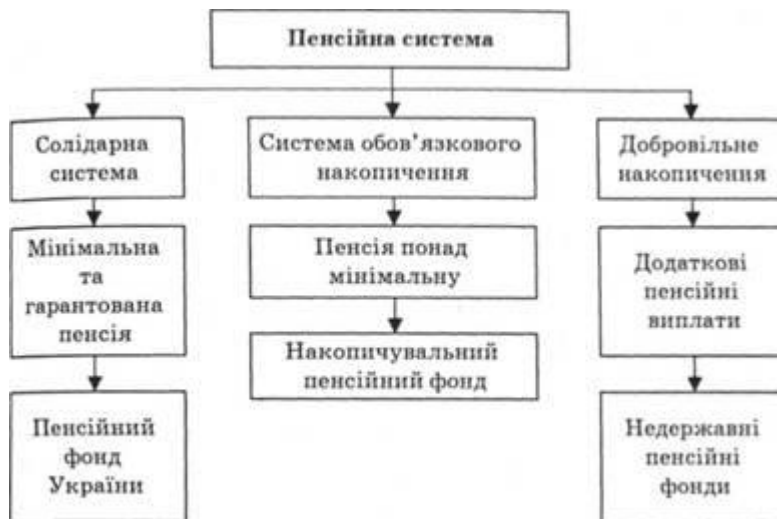 Пенсійна система
Солідарна
система
Система обов’язкового
накопичення
Добровільне
накопичення
Мінімальна
та
гарантована
пенсія
Пенсія понад
мінімальну
Додаткові
пенсійні
виплати
Накопичувальний
пенсійний фонд
Пенсійний
фонд
України
Недержавні
пенсійні
фонди